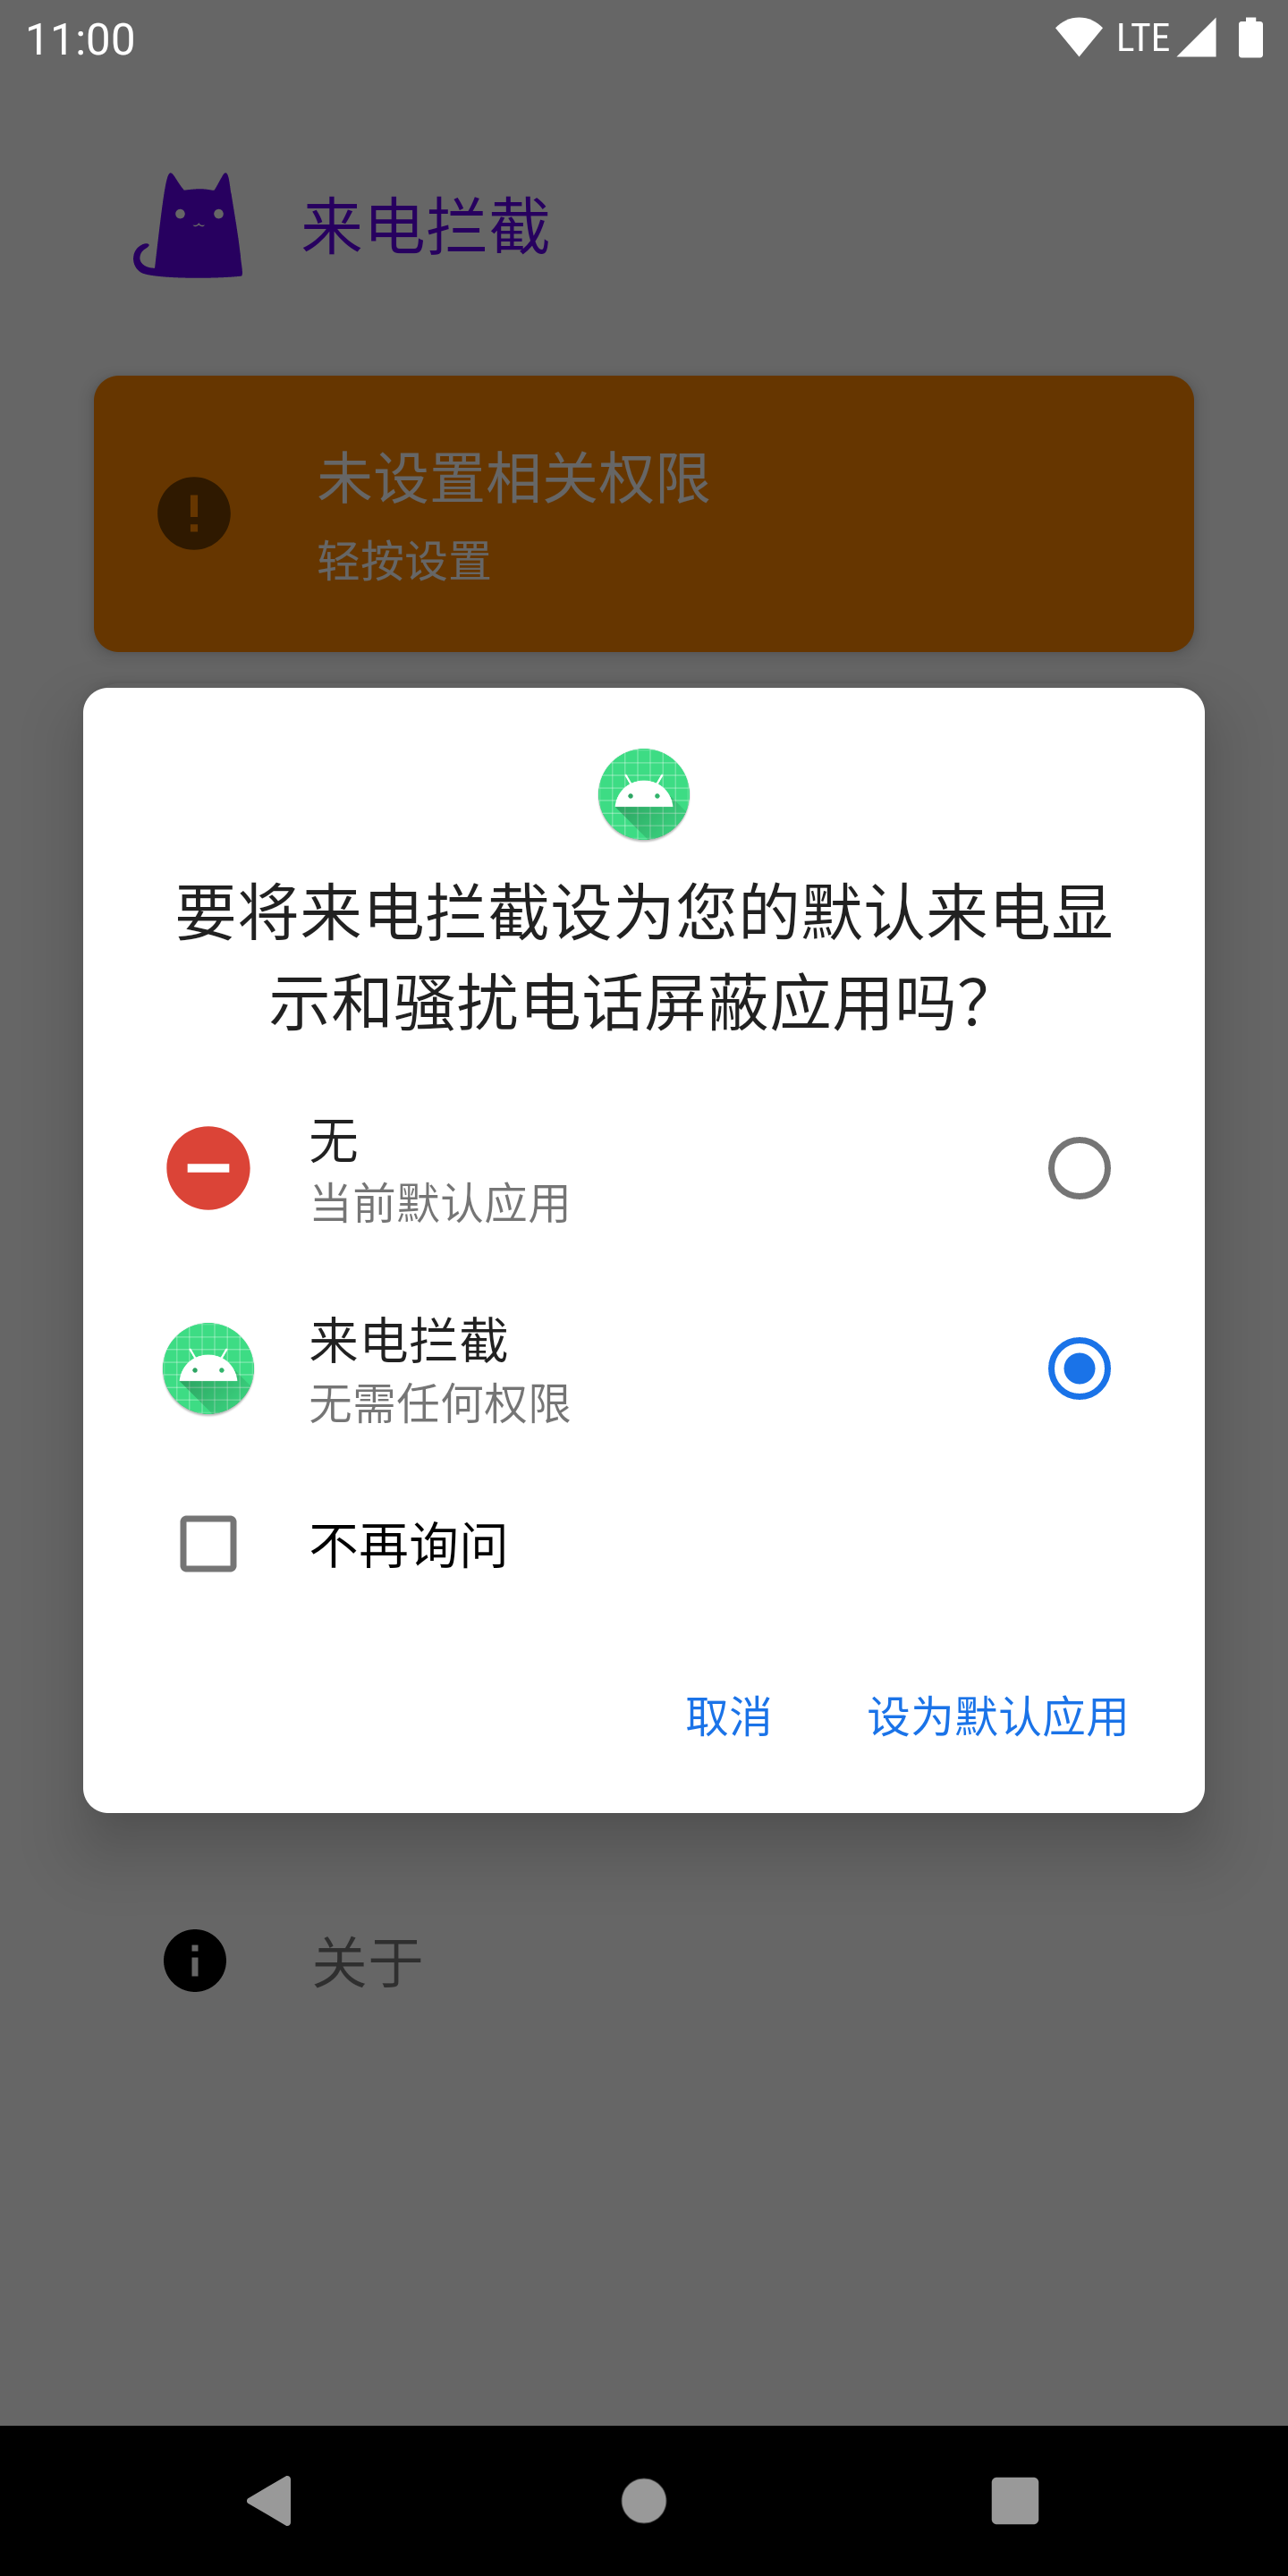 11:00
LTE
来电拦截
未设置相关权限
轻按设置
要将来电拦截设为您的默认来电显
示和骚扰电话屏蔽应用吗？
无
当前默认应用
来电拦截
无需任何权限
不再询问
取消
设为默认应用
关于